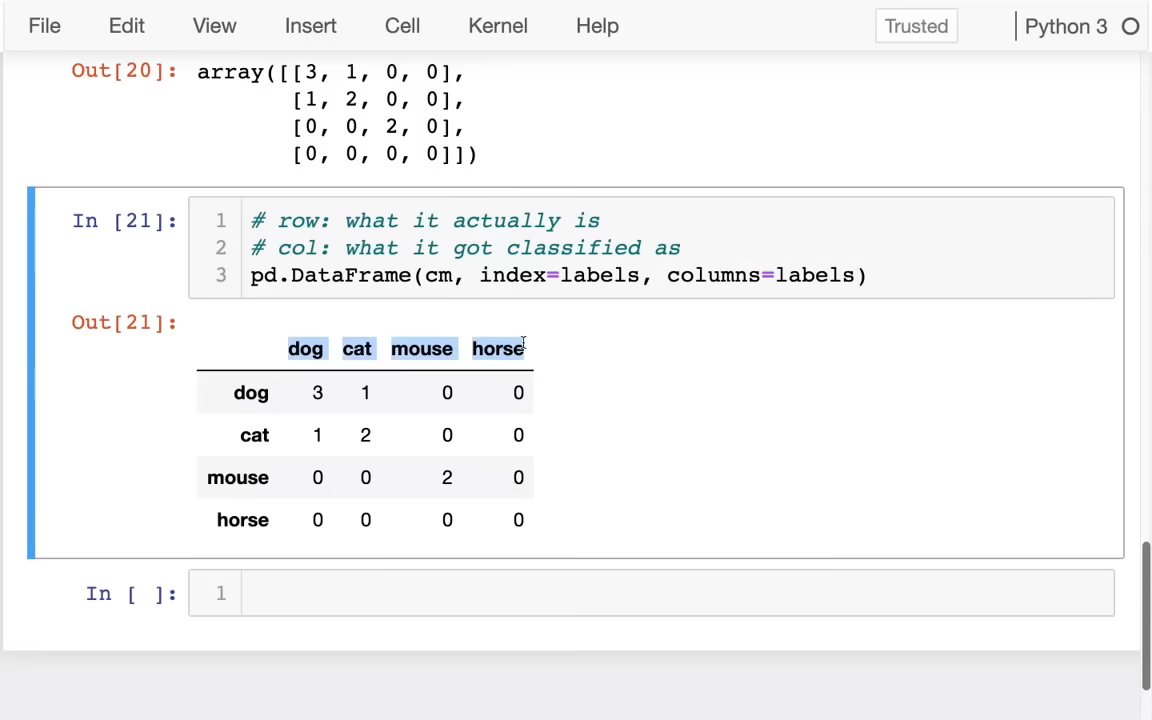 File Edit View Insert Cell Kernel Help Trusted Python 3
Out[20]: array([[3, 1, 0, 0],
[1, 2, 0, 0],
[0, 0, 2, 0],
[0, 0, 0, 0]])
In [21]: 1 # row: what it actually is
2 # col: what it got classified as
3 pd.DataFrame(cm, index=labels, columns=labels)
Out[21]:
dog cat mouse horse
dog 3 1 0 0
cat 1 2 0 0
mouse 0 0 2 0
horse 0 0 0 0
In [ ]: 1